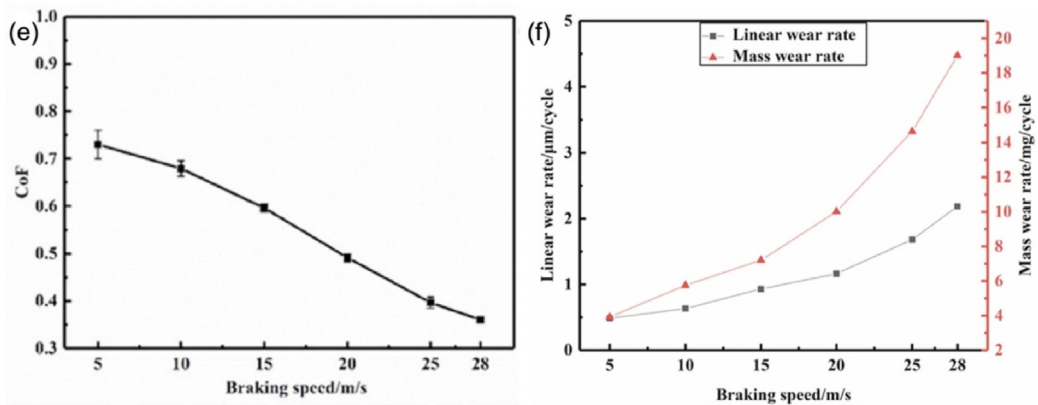 (e)
1.0
0.9
0.8
0.7
0.6
0.5
0.4
0.3
CoF
5 10 15 20 25 28
Braking speed/m/s
(f)
Linear wear rate
Mass wear rate
5
4
3
2
1
0
Linear wear rate/μm/cycle
20
18
16
14
12
10
8
6
4
2
Mass wear rate/mg/cycle
5 10 15 20 25 28
Braking speed/m/s